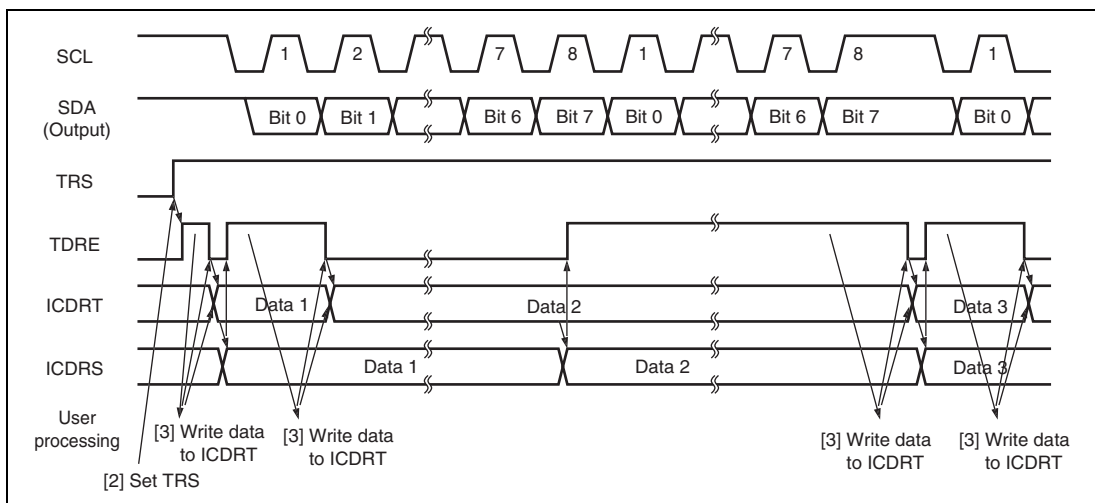 SCL 1 2 7 8 1 7 8 1
SDA
(Output)
Bit 0 Bit 1 Bit 6 Bit 7 Bit 0 Bit 6 Bit 7 Bit 0
TRS
TDRE
ICDRT Data 1 Data 2 Data 3
ICDRS Data 1 Data 2 Data 3
User
processing
[3] Write data
to ICDRT
[3] Write data
to ICDRT
[3] Write data
to ICDRT
[3] Write data
to ICDRT
[2] Set TRS